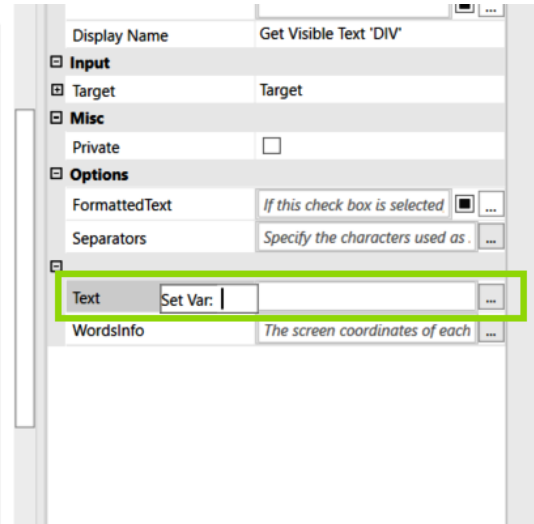 ...
Display Name Get Visible Text 'DIV'
Input
Target Target
Misc
Private
Options
FormattedText If this check box is selected ...
Separators Specify the characters used as . ...
Text Set Var: ...
WordsInfo The screen coordinates of each ...